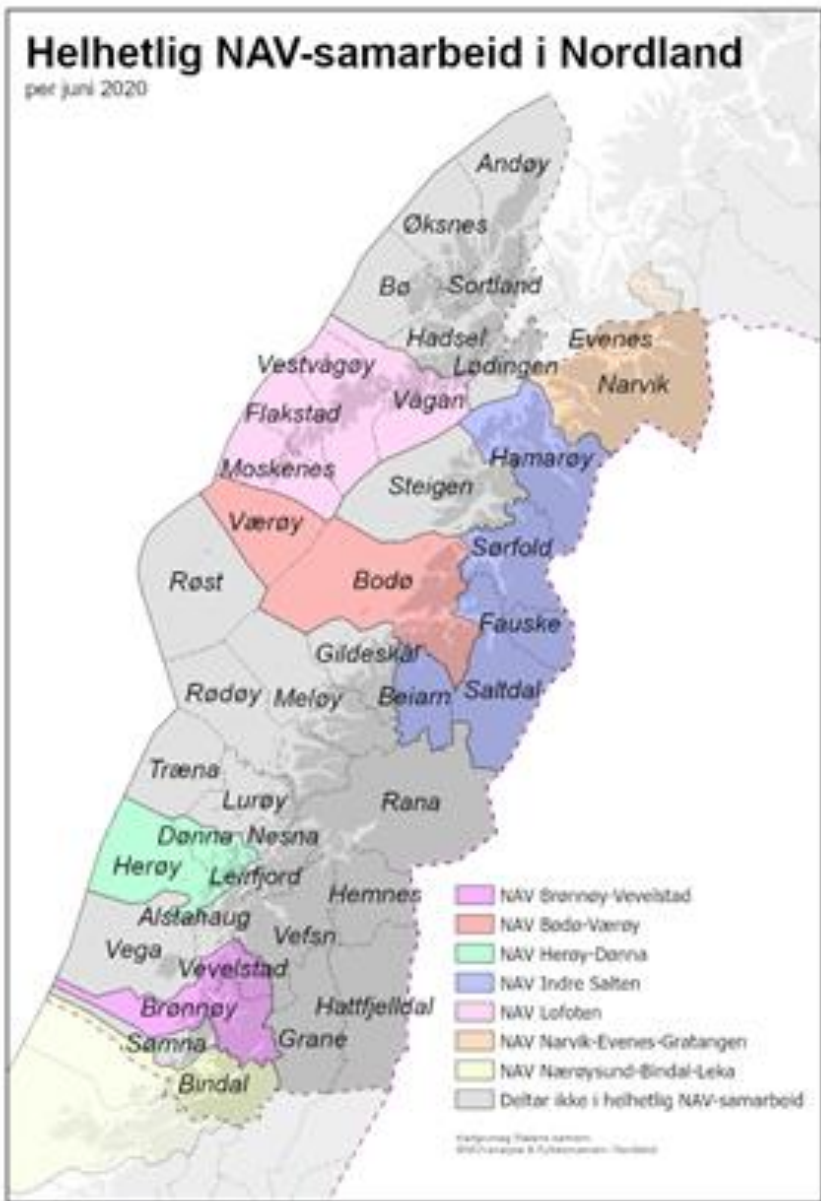 Helhetlig NAV-samarbeid i Nordland
per juni 2020
Andøy
Øksnes
Bø
Sortland
Hadsel
Evenes
Lødingen
Vestvågøy
Narvik
Vågan
Flakstad
Hamarøy
Moskenes
Steigen
Værøy
Sørfold
Røst
Bodø
Fauske
Gildeskål
Rødøy
Meløy
Beiarn
Saltdal
Træna
Lurøy
Rana
Dønna
Nesna
Herøy
Leirfjord
Hemnes
Alstahaug
Vefsn
Vega
Vevelstad
Brønnøy
Hattfjelldal
Sømna
Grane
Bindal
NAV Brønnøy-Vevelstad
NAV Bodø-Værøy
NAV Herøy-Dønna
NAV Indre Salten
NAV Lofoten
NAV Narvik-Evenes-Gratangen
NAV Nærøysund-Bindal-Leka
Deltar ikke i helhetlig NAV-samarbeid